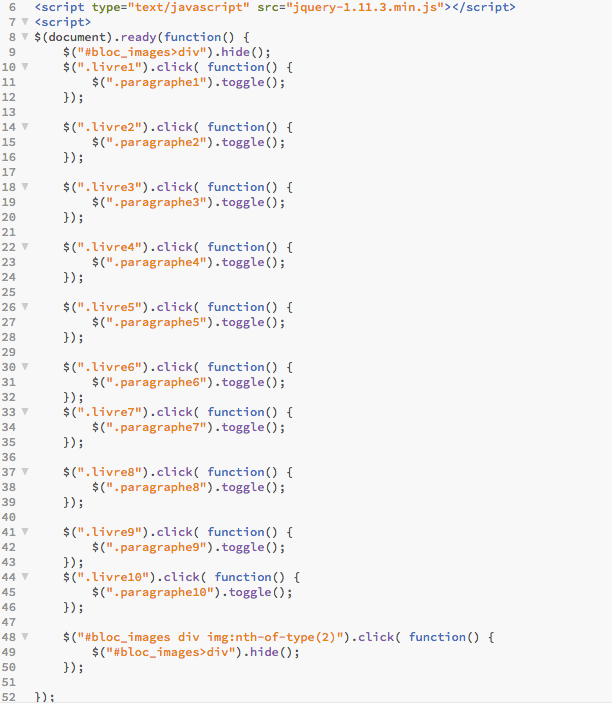 6 <script type="text/javascript" src="jquery-1.11.3.min.js"></script>
7 <script>
8 $(document).ready(function() {
9     $("#bloc_images>div").hide();
10     $(".livre1").click( function() {
11         $(".paragraphe1").toggle();
12     });
13
14     $(".livre2").click( function() {
15         $(".paragraphe2").toggle();
16     });
17
18     $(".livre3").click( function() {
19         $(".paragraphe3").toggle();
20     });
21
22     $(".livre4").click( function() {
23         $(".paragraphe4").toggle();
24     });
25
26     $(".livre5").click( function() {
27         $(".paragraphe5").toggle();
28     });
29
30     $(".livre6").click( function() {
31         $(".paragraphe6").toggle();
32     });
33     $(".livre7").click( function() {
34         $(".paragraphe7").toggle();
35     });
36
37     $(".livre8").click( function() {
38         $(".paragraphe8").toggle();
39     });
40
41     $(".livre9").click( function() {
42         $(".paragraphe9").toggle();
43     });
44     $(".livre10").click( function() {
45         $(".paragraphe10").toggle();
46     });
47
48     $("#bloc_images div img:nth-of-type(2)").click( function() {
49         $("#bloc_images>div").hide();
50     });
51
52 });